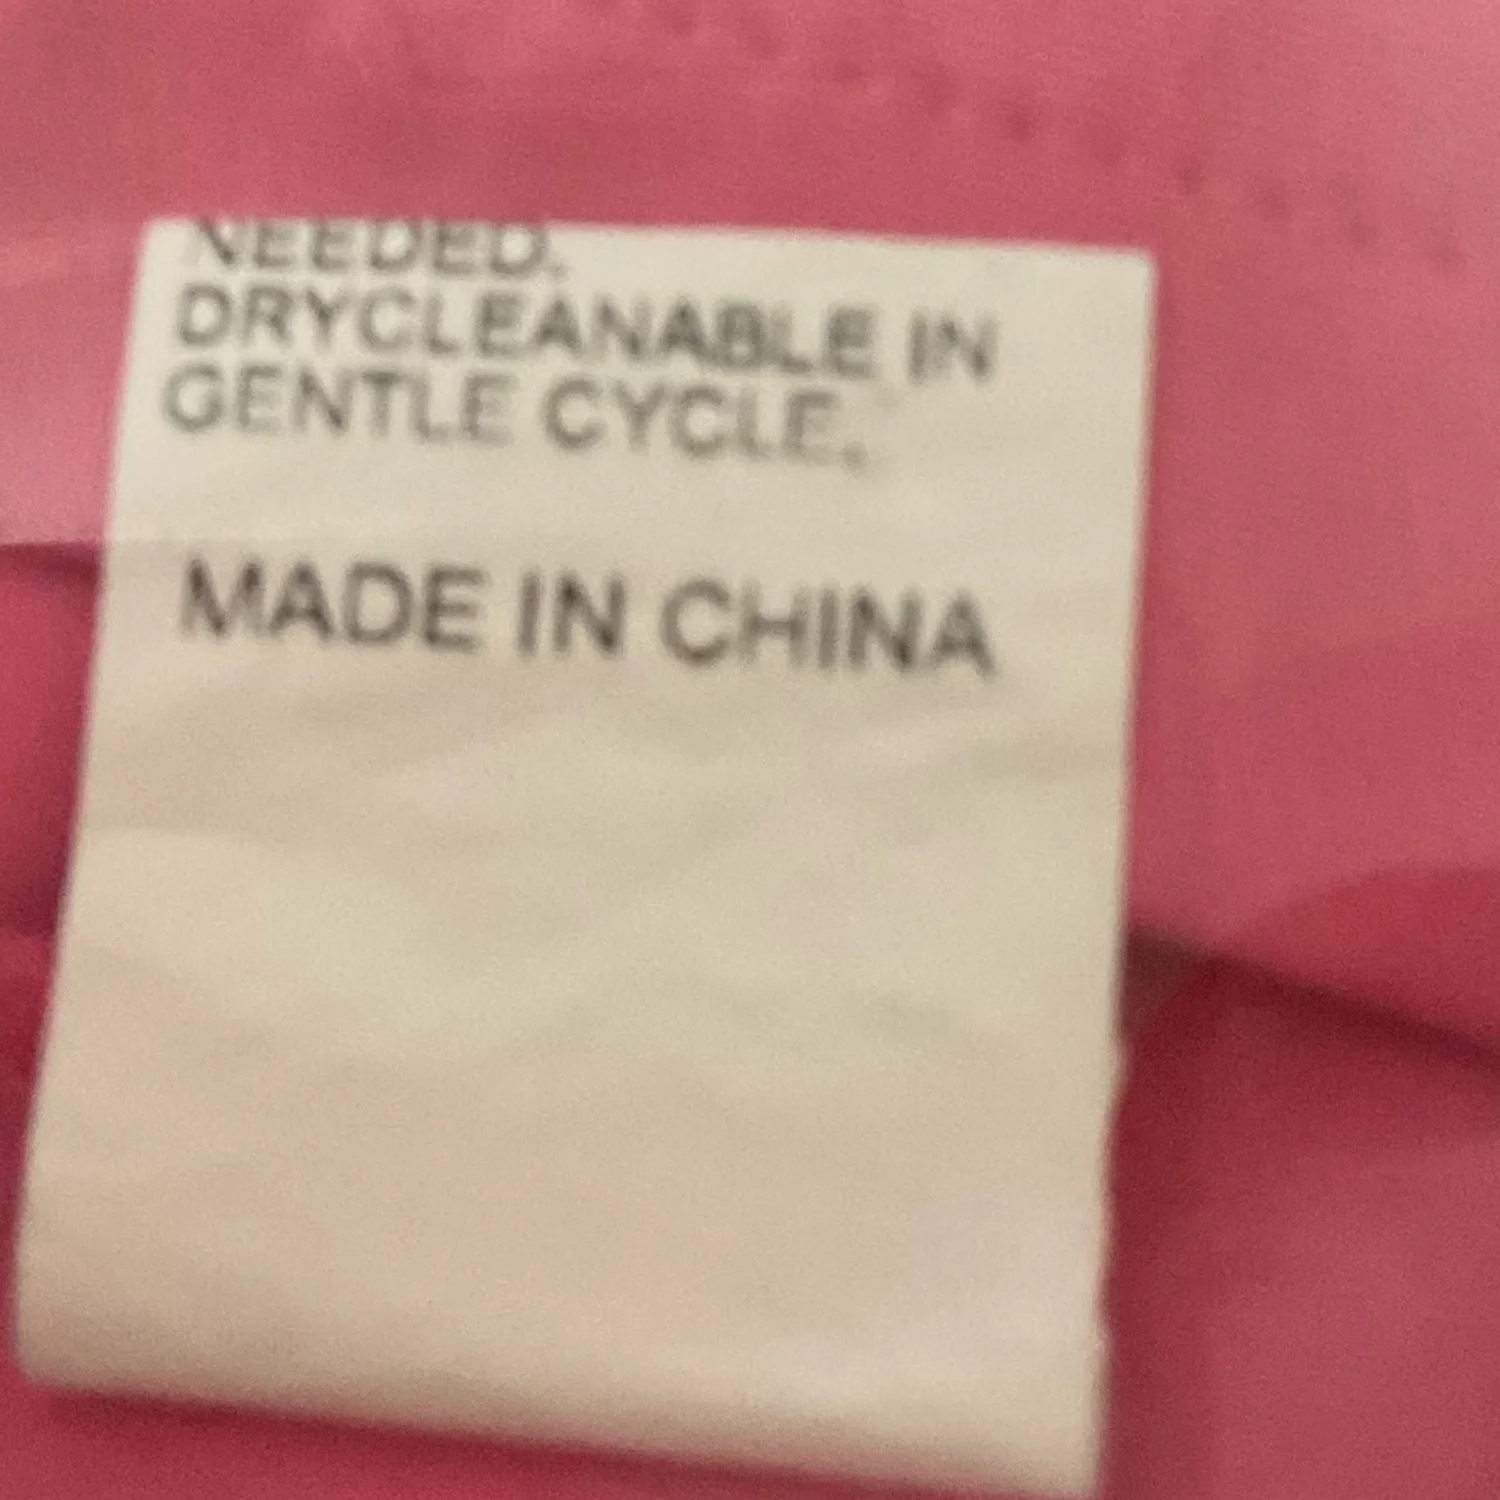 NEEDED.
DRYCLEANABLE IN
GENTLE CYCLE.
MADE IN CHINA